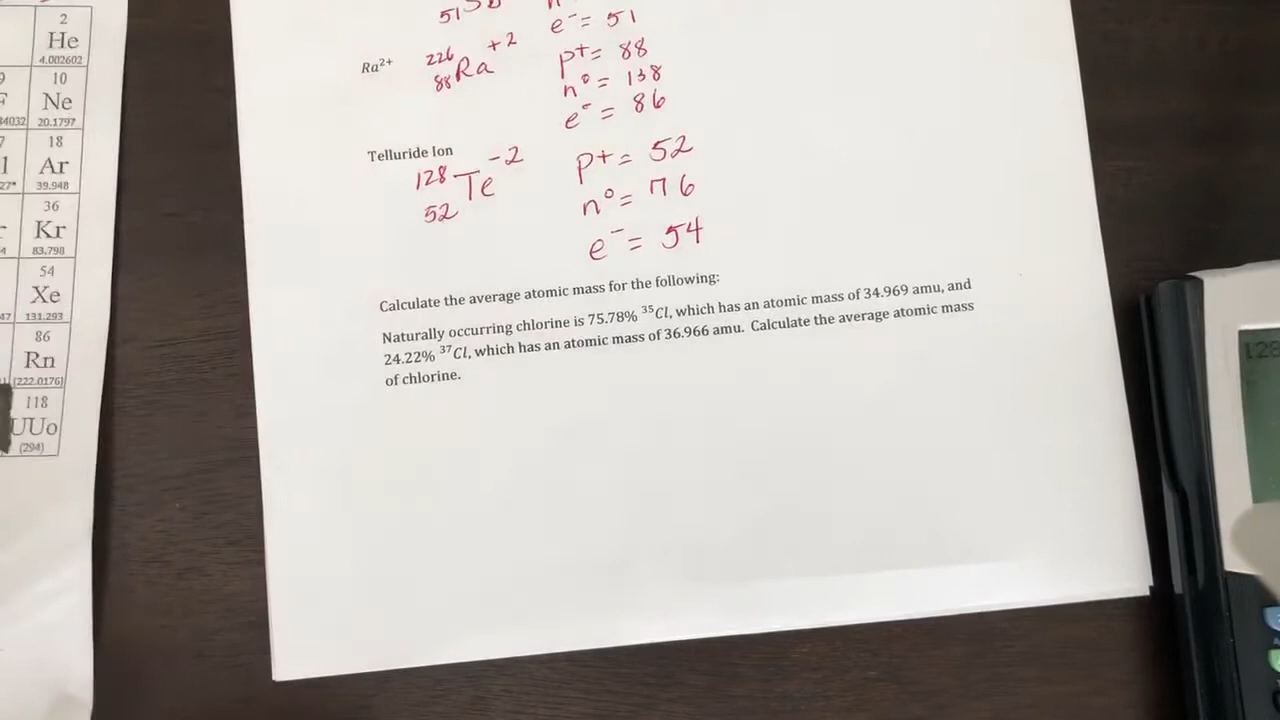 2
He
4.002602
10
Ne
20.1797
18
Ar
39.948
36
Kr
83.798
54
Xe
131.293
86
Rn
(222.0176)
118
UUo
(294)
51
e⁻ = 51
Ra²⁺ 226 88 Ra +2 p+ = 88
n° = 138
e⁻ = 86
Telluride Ion
128 52 Te -2 p+ = 52
n° = 76
e⁻ = 54
Calculate the average atomic mass for the following:
Naturally occurring chlorine is 75.78% ³⁵Cl, which has an atomic mass of 34.969 amu, and
24.22% ³⁷Cl, which has an atomic mass of 36.966 amu. Calculate the average atomic mass
of chlorine.
128